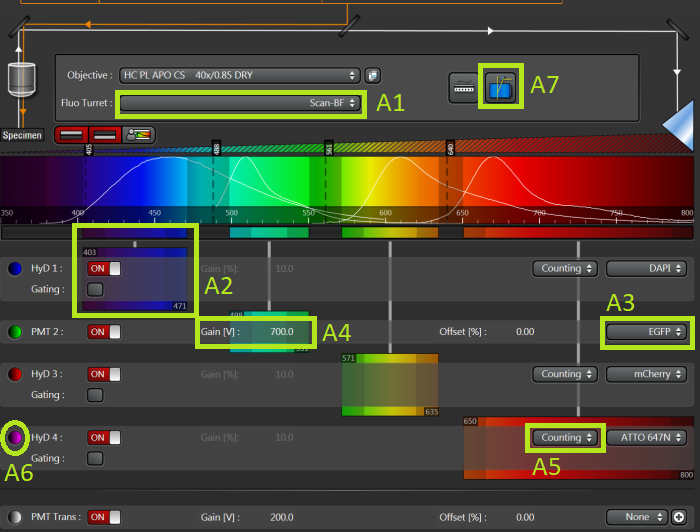 Objective: HC PL APO CS 40x/0.85 DRY
Fluo Turret: Scan-BF A1
A7
Specimen
405 488 561 640
350 400 450 500 550 600 650 700 750 800
403
HyD 1 : ON Gain [%]: 10.0 Counting DAPI
Gating :
471
A2
A3
498
PMT 2: ON Gain [V] : 700.0 A4 Offset [%] : 0.00 EGFP
551
571
HyD 3 : ON Gain [%]: 10.0 Counting mCherry
Gating :
635
650
HyD 4 : ON Gain [%]: 10.0 Counting ATTO 647N
Gating :
A6 A5
800
PMT Trans : ON Gain [V] : 200.0 Offset [%] : 0.00 None